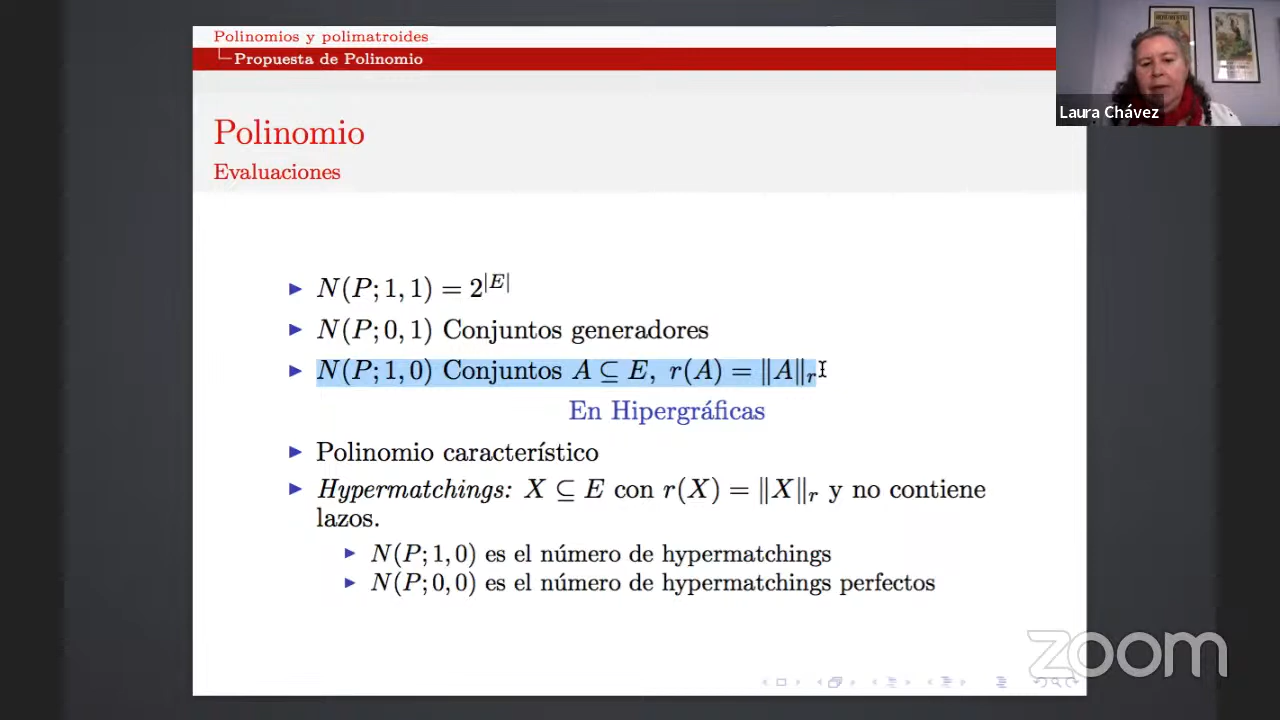 Polinomios y polimatroides
Propuesta de Polinomio
Laura Chávez
Polinomio
Evaluaciones
N(P; 1, 1) = 2^{|E|}
N(P; 0, 1) Conjuntos generadores
N(P; 1, 0) Conjuntos A ⊆ E, r(A) = ‖A‖_r
En Hipergráficas
Polinomio característico
Hypermatchings: X ⊆ E con r(X) = ‖X‖_r y no contiene
lazos.
N(P; 1, 0) es el número de hypermatchings
N(P; 0, 0) es el número de hypermatchings perfectos
zoom